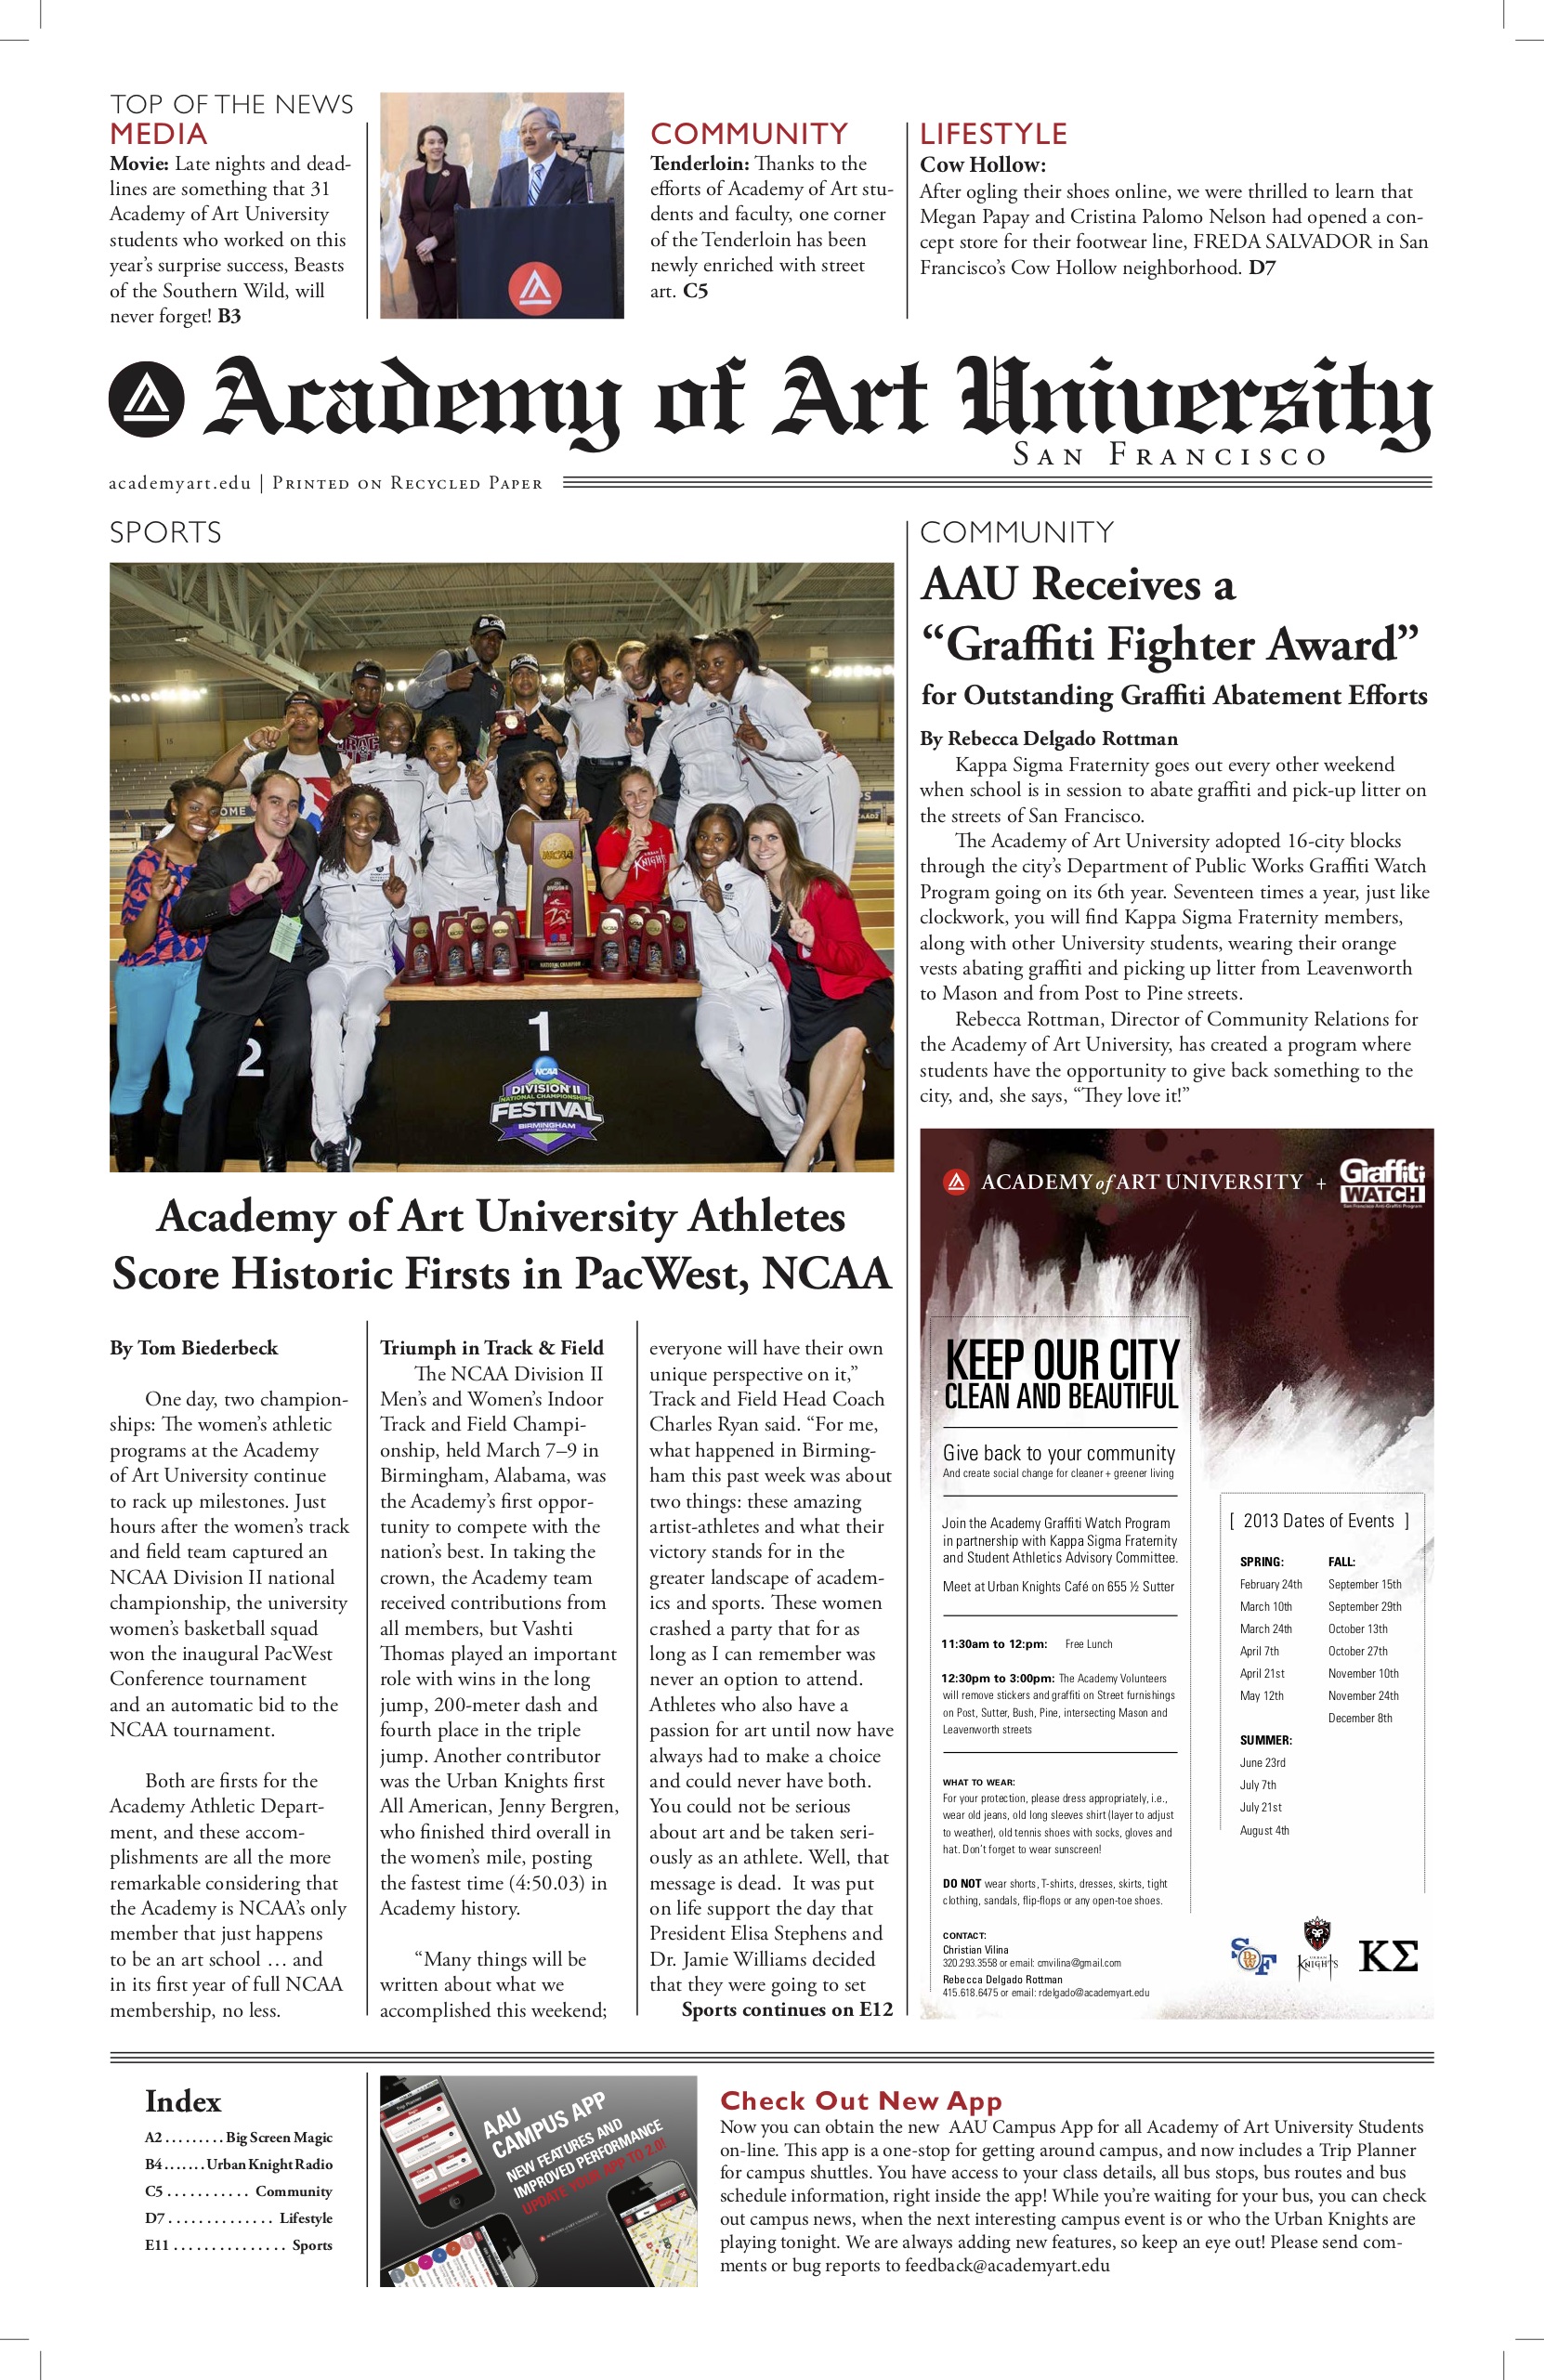 TOP OF THE NEWS
MEDIA
Movie: Late nights and dead-
lines are something that 31
Academy of Art University
students who worked on this
year's surprise success, Beasts
of the Southern Wild, will
never forget! B3
COMMUNITY
Tenderloin: Thanks to the
efforts of Academy of Art stu-
dents and faculty, one corner
of the Tenderloin has been
newly enriched with street
art. C5
LIFESTYLE
Cow Hollow:
After ogling their shoes online, we were thrilled to learn that
Megan Papay and Cristina Palomo Nelson had opened a con-
cept store for their footwear line, FREDA SALVADOR in San
Francisco's Cow Hollow neighborhood. D7
Academy of Art University
San Francisco
academyart.edu | Printed on Recycled Paper
SPORTS
2
1
NCAA
DIVISION II
NATIONAL CHAMPIONSHIPS
FESTIVAL
BIRMINGHAM
ALABAMA
Academy of Art University Athletes
Score Historic Firsts in PacWest, NCAA
By Tom Biederbeck
One day, two champion-
ships: The women's athletic
programs at the Academy
of Art University continue
to rack up milestones. Just
hours after the women's track
and field team captured an
NCAA Division II national
championship, the university
women's basketball squad
won the inaugural PacWest
Conference tournament
and an automatic bid to the
NCAA tournament.
Both are firsts for the
Academy Athletic Depart-
ment, and these accom-
plishments are all the more
remarkable considering that
the Academy is NCAA's only
member that just happens
to be an art school … and
in its first year of full NCAA
membership, no less.
Triumph in Track & Field
The NCAA Division II
Men's and Women's Indoor
Track and Field Champi-
onship, held March 7–9 in
Birmingham, Alabama, was
the Academy's first oppor-
tunity to compete with the
nation's best. In taking the
crown, the Academy team
received contributions from
all members, but Vashti
Thomas played an important
role with wins in the long
jump, 200-meter dash and
fourth place in the triple
jump. Another contributor
was the Urban Knights first
All American, Jenny Bergren,
who finished third overall in
the women's mile, posting
the fastest time (4:50.03) in
Academy history.
“Many things will be
written about what we
accomplished this weekend;
everyone will have their own
unique perspective on it,”
Track and Field Head Coach
Charles Ryan said. “For me,
what happened in Birming-
ham this past week was about
two things: these amazing
artist-athletes and what their
victory stands for in the
greater landscape of academ-
ics and sports. These women
crashed a party that for as
long as I can remember was
never an option to attend.
Athletes who also have a
passion for art until now have
always had to make a choice
and could never have both.
You could not be serious
about art and be taken seri-
ously as an athlete. Well, that
message is dead.  It was put
on life support the day that
President Elisa Stephens and
Dr. Jamie Williams decided
that they were going to set
Sports continues on E12
COMMUNITY
AAU Receives a
“Graffiti Fighter Award”
for Outstanding Graffiti Abatement Efforts
By Rebecca Delgado Rottman
Kappa Sigma Fraternity goes out every other weekend
when school is in session to abate graffiti and pick-up litter on
the streets of San Francisco.
The Academy of Art University adopted 16-city blocks
through the city's Department of Public Works Graffiti Watch
Program going on its 6th year. Seventeen times a year, just like
clockwork, you will find Kappa Sigma Fraternity members,
along with other University students, wearing their orange
vests abating graffiti and picking up litter from Leavenworth
to Mason and from Post to Pine streets.
Rebecca Rottman, Director of Community Relations for
the Academy of Art University, has created a program where
students have the opportunity to give back something to the
city, and, she says, “They love it!”
ACADEMY of ART UNIVERSITY +
Graffiti
WATCH
San Francisco Anti-Graffiti Program
KEEP OUR CITY
CLEAN AND BEAUTIFUL
Give back to your community
And create social change for cleaner + greener living
Join the Academy Graffiti Watch Program
in partnership with Kappa Sigma Fraternity
and Student Athletics Advisory Committee.
Meet at Urban Knights Café on 655 ½ Sutter
11:30am to 12:pm: Free Lunch
12:30pm to 3:00pm: The Academy Volunteers
will remove stickers and graffiti on Street furnishings
on Post, Sutter, Bush, Pine, intersecting Mason and
Leavenworth streets
WHAT TO WEAR:
For your protection, please dress appropriately, i.e.,
wear old jeans, old long sleeves shirt (layer to adjust
to weather), old tennis shoes with socks, gloves and
hat. Don't forget to wear sunscreen!
DO NOT wear shorts, T-shirts, dresses, skirts, tight
clothing, sandals, flip-flops or any open-toe shoes.
CONTACT:
Christian Vilina
320.293.3558 or email: cmvilina@gmail.com
Rebecca Delgado Rottman
415.618.6475 or email: rdelgado@academyart.edu
[ 2013 Dates of Events ]
SPRING:
February 24th
March 10th
March 24th
April 7th
April 21st
May 12th
SUMMER:
June 23rd
July 7th
July 21st
August 4th
FALL:
September 15th
September 29th
October 13th
October 27th
November 10th
November 24th
December 8th
SF
DPW
URBAN
KNIGHTS
ΚΣ
Index
A2 . . . . . . . . . Big Screen Magic
B4 . . . . . . . Urban Knight Radio
C5 . . . . . . . . . . . Community
D7 . . . . . . . . . . . . . . Lifestyle
E11 . . . . . . . . . . . . . . . Sports
AAU
CAMPUS APP
NEW FEATURES AND
IMPROVED PERFORMANCE
UPDATE YOUR APP TO 2.0!
Check Out New App
Now you can obtain the new  AAU Campus App for all Academy of Art University Students
on-line. This app is a one-stop for getting around campus, and now includes a Trip Planner
for campus shuttles. You have access to your class details, all bus stops, bus routes and bus
schedule information, right inside the app! While you're waiting for your bus, you can check
out campus news, when the next interesting campus event is or who the Urban Knights are
playing tonight. We are always adding new features, so keep an eye out! Please send com-
ments or bug reports to feedback@academyart.edu